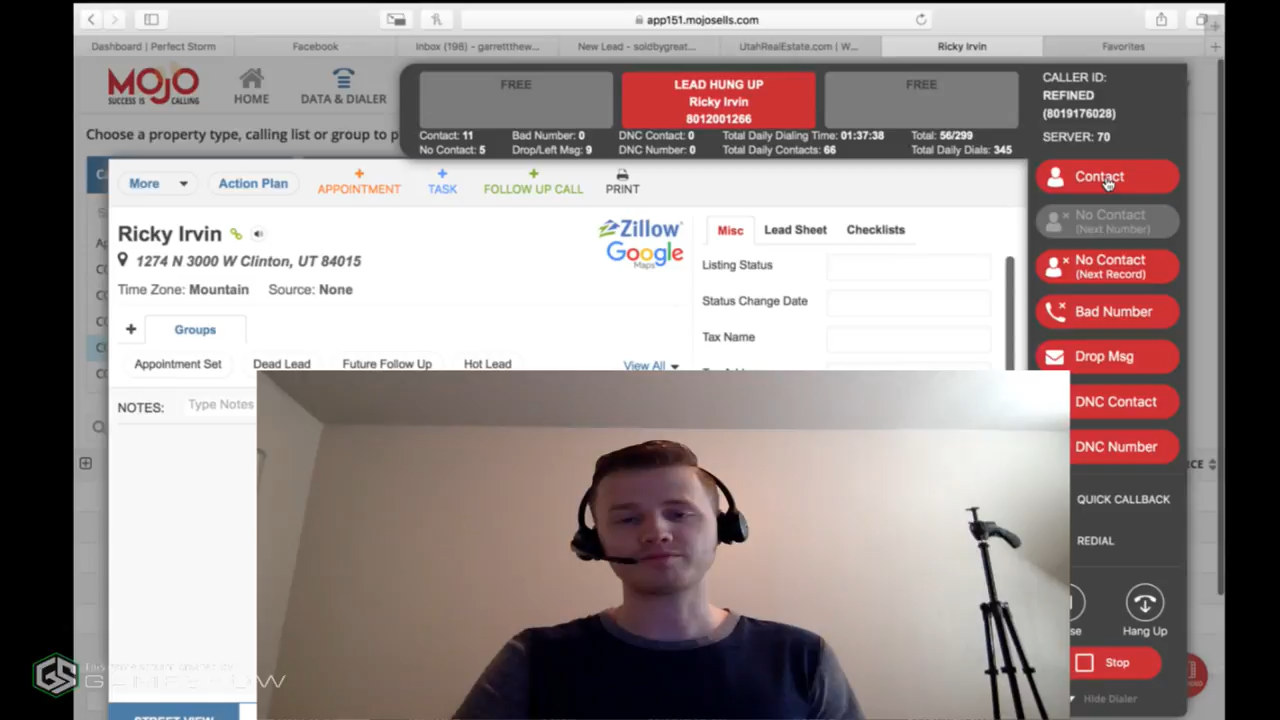 app151.mojosells.com
Dashboard | Perfect Storm
Facebook
Inbox (198) - garrettthew...
New Lead - soldbygreat...
UtahRealEstate.com | W...
Ricky Irvin
Favorites
MOJO
SUCCESS IS CALLING
HOME
DATA & DIALER
FREE
LEAD HUNG UP
Ricky Irvin
8012001266
FREE
Contact: 11
Bad Number: 0
DNC Contact: 0
Total Daily Dialing Time: 01:37:38
Total: 56/299
No Contact: 5
Drop/Left Msg: 9
DNC Number: 0
Total Daily Contacts: 66
Total Daily Dials: 345
CALLER ID:
REFINED
(8019176028)
SERVER: 70
Choose a property type, calling list or group to p
More
Action Plan
APPOINTMENT
TASK
FOLLOW UP CALL
PRINT
Contact
No Contact
(Next Number)
No Contact
(Next Record)
Bad Number
Drop Msg
DNC Contact
DNC Number
QUICK CALLBACK
REDIAL
se
Hang Up
Stop
Hide Dialer
Ricky Irvin
1274 N 3000 W Clinton, UT 84015
Time Zone: Mountain
Source: None
Zillow
Google
Maps
Misc
Lead Sheet
Checklists
Listing Status
Status Change Date
Tax Name
Groups
Appointment Set
Dead Lead
Future Follow Up
Hot Lead
View All
NOTES:
Type Notes
GS
STREET VIEW